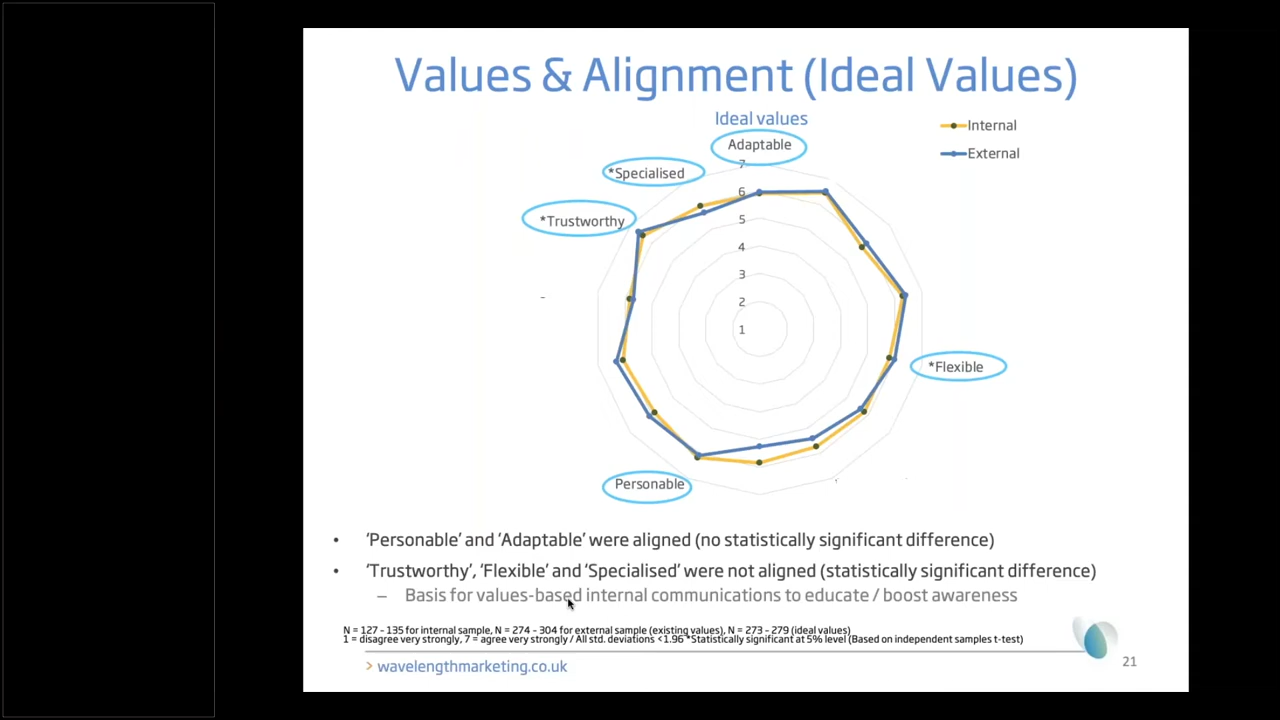 Values & Alignment (Ideal Values)
Ideal values
Internal
External
Adaptable
*Specialised
*Trustworthy
*Flexible
Personable
7
6
5
4
3
2
1
• ‘Personable’ and ‘Adaptable’ were aligned (no statistically significant difference)
• ‘Trustworthy’, ‘Flexible’ and ‘Specialised’ were not aligned (statistically significant difference)
– Basis for values-based internal communications to educate / boost awareness
N = 127 – 135 for internal sample, N = 274 – 304 for external sample (existing values), N = 273 – 279 (ideal values)
1 = disagree very strongly, 7 = agree very strongly / All std. deviations <1.96 *Statistically significant at 5% level (Based on independent samples t-test)
> wavelengthmarketing.co.uk
21